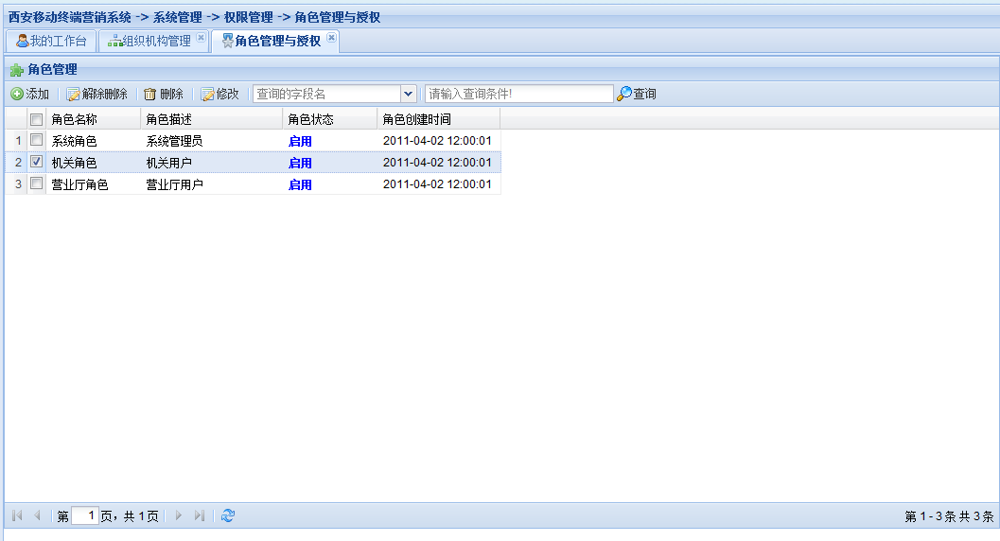 西安移动终端营销系统 -> 系统管理 -> 权限管理 -> 角色管理与授权
我的工作台 组织机构管理 角色管理与授权
角色管理
添加 解除删除 删除 修改 查询的字段名 请输入查询条件! 查询
角色名称 角色描述 角色状态 角色创建时间
1 系统角色 系统管理员 启用 2011-04-02 12:00:01
2 机关角色 机关用户 启用 2011-04-02 12:00:01
3 营业厅角色 营业厅用户 启用 2011-04-02 12:00:01
第 1 页，共 1 页 第 1 - 3 条 共 3 条